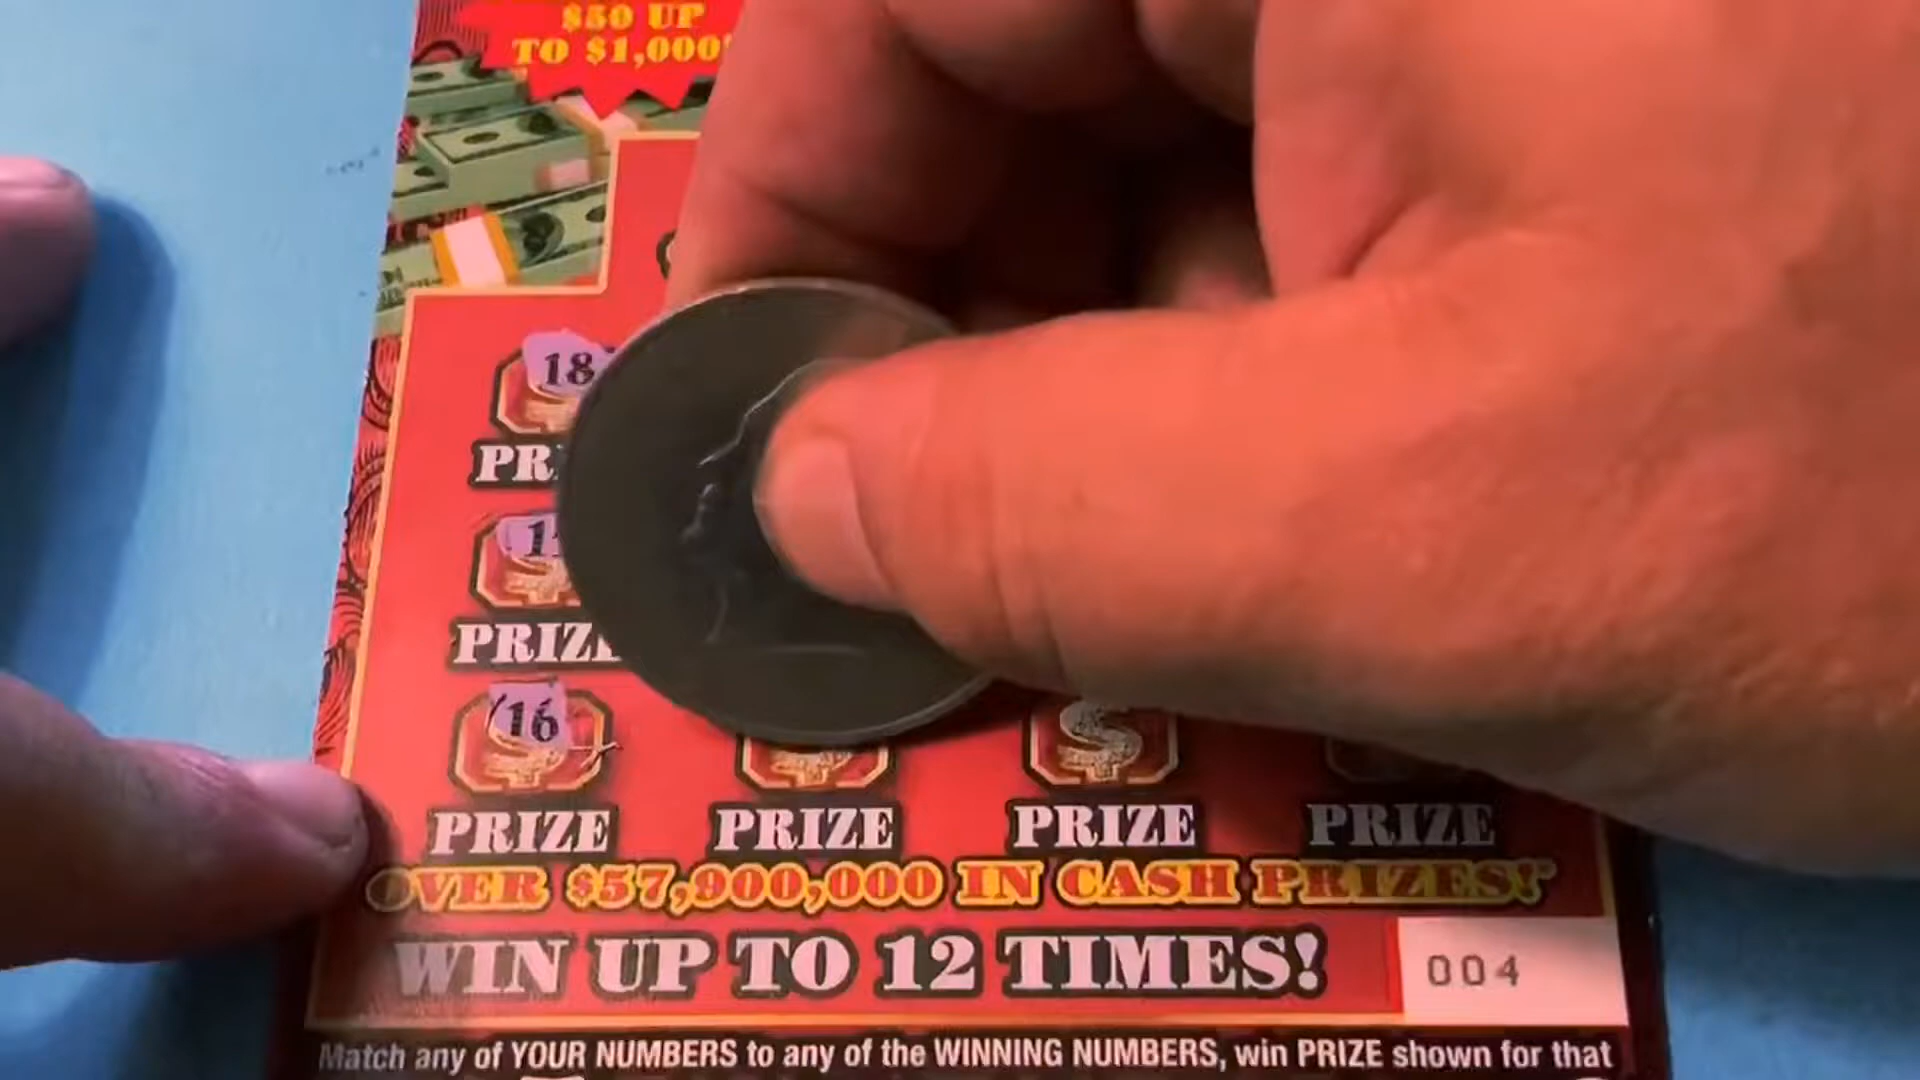 $50 UP
TO $1,000!
18
16
PRIZE PRIZE PRIZE PRIZE
OVER $57,900,000 IN CASH PRIZES!
WIN UP TO 12 TIMES!
004
Match any of YOUR NUMBERS to any of the WINNING NUMBERS, win PRIZE shown for that